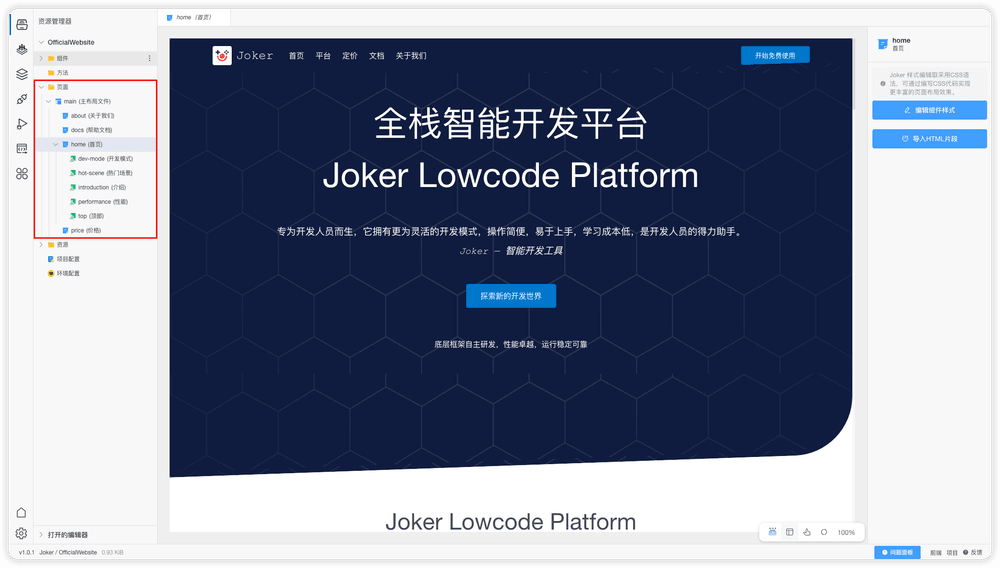 资源管理器
OfficialWebsite
组件
方法
页面
main (主布局文件)
about (关于我们)
docs (帮助文档)
home (首页)
dev-mode (开发模式)
hot-scene (热门场景)
introduction (介绍)
performance (性能)
top (顶部)
price (价格)
资源
项目配置
环境配置
打开的编辑器
home (首页)
Joker
首页 平台 定价 文档 关于我们
开始免费使用
全栈智能开发平台
Joker Lowcode Platform
专为开发人员而生，它拥有更为灵活的开发模式，操作简便，易于上手，学习成本低，是开发人员的得力助手。
Joker — 智能开发工具
探索新的开发世界
底层框架自主研发，性能卓越，运行稳定可靠
Joker Lowcode Platform
100%
home
首页
Joker 样式编辑取采用CSS语
法，可通过编写CSS代码实现
更丰富的页面布局效果。
编辑组件样式
导入HTML片段
v1.0.1 Joker / OfficialWebsite 0.93 KiB
问题面板 前端 项目 反馈